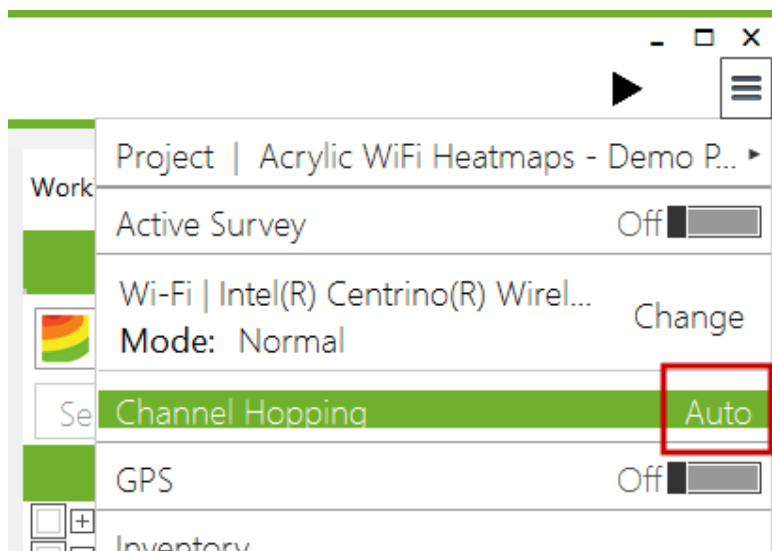 Project | Acrylic WiFi Heatmaps - Demo P...
Work
Active Survey Off
Wi-Fi | Intel(R) Centrino(R) Wirel...
Change
Mode: Normal
Se
Channel Hopping Auto
GPS Off
Inventory